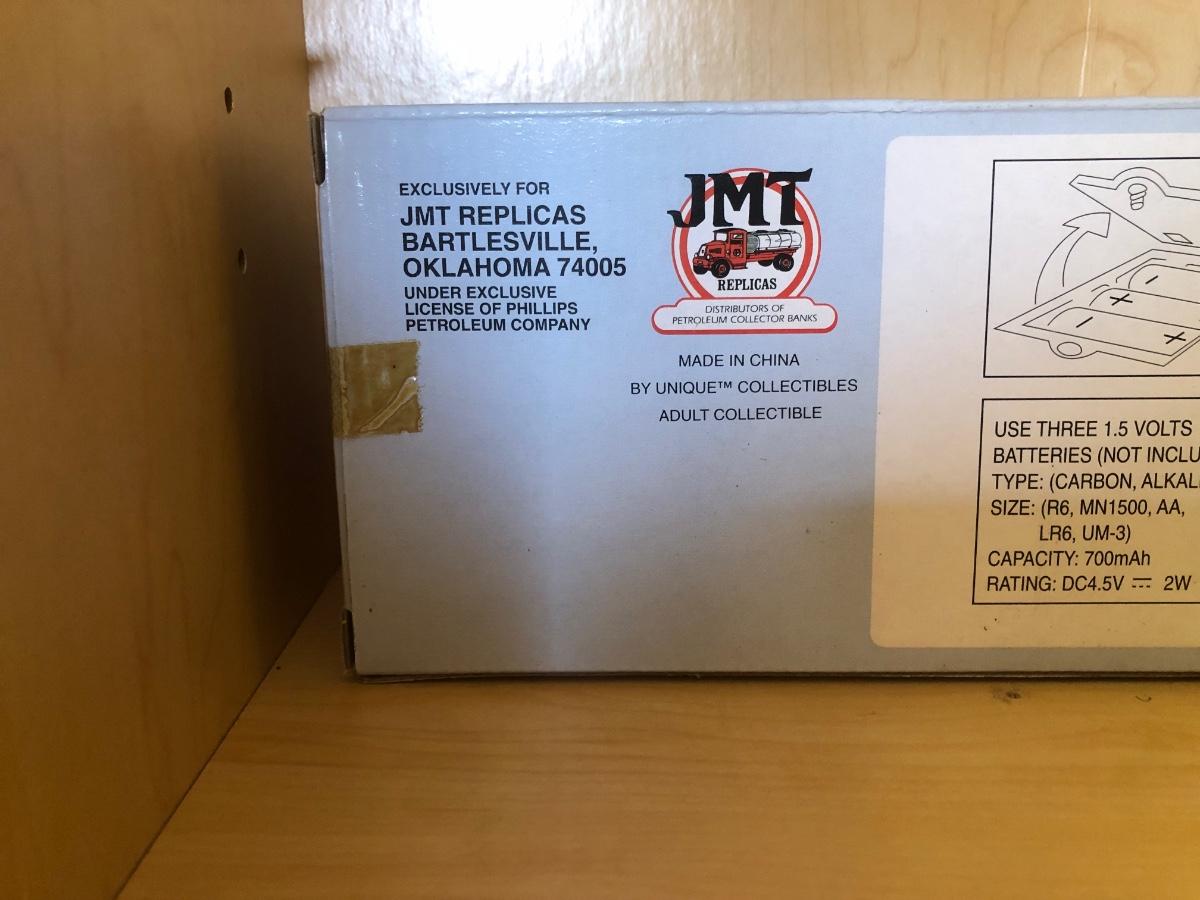 EXCLUSIVELY FOR
JMT REPLICAS
BARTLESVILLE,
OKLAHOMA 74005
UNDER EXCLUSIVE
LICENSE OF PHILLIPS
PETROLEUM COMPANY
JMT
REPLICAS
DISTRIBUTORS OF
PETROLEUM COLLECTOR BANKS
MADE IN CHINA
BY UNIQUE™ COLLECTIBLES
ADULT COLLECTIBLE
USE THREE 1.5 VOLTS
BATTERIES (NOT INCLU
TYPE: (CARBON, ALKAL
SIZE: (R6, MN1500, AA,
LR6, UM-3)
CAPACITY: 700mAh
RATING: DC4.5V ⎓ 2W